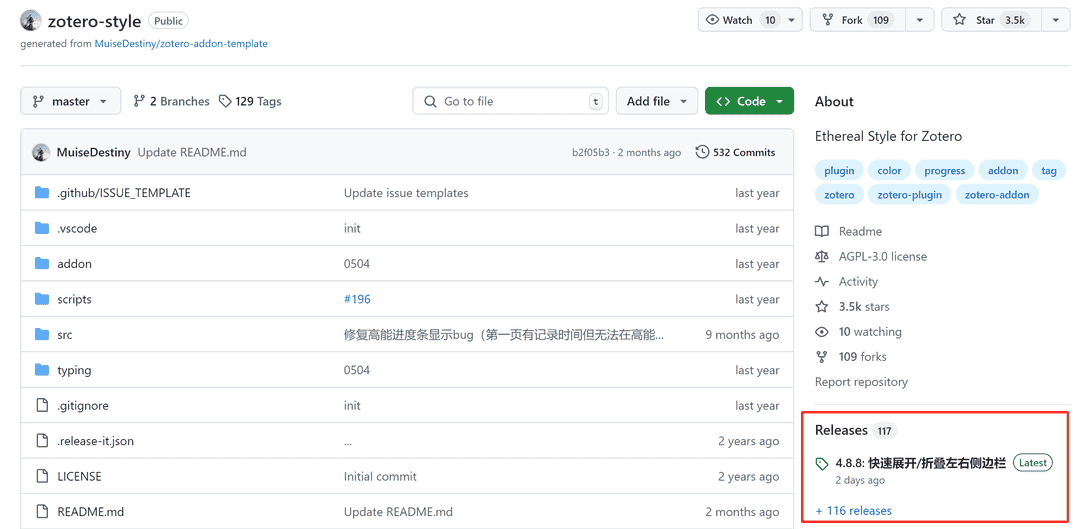 zotero-style Public
Watch 10 Fork 109 Star 3.5k
generated from MuiseDestiny/zotero-addon-template
master 2 Branches 129 Tags Go to file t Add file Code
MuiseDestiny Update README.md b2f05b3 · 2 months ago 532 Commits
.github/ISSUE_TEMPLATE Update issue templates last year
.vscode init last year
addon 0504 last year
scripts #196 last year
src 修复高能进度条显示bug（第一页有记录时间但无法在高能... 9 months ago
typing 0504 last year
.gitignore init last year
.release-it.json ... 2 years ago
LICENSE Initial commit 2 years ago
README.md Update README.md 2 months ago
About
Ethereal Style for Zotero
plugin color progress addon tag
zotero zotero-plugin zotero-addon
Readme
AGPL-3.0 license
Activity
3.5k stars
10 watching
109 forks
Report repository
Releases 117
4.8.8: 快速展开/折叠左右侧边栏 Latest
2 days ago
+ 116 releases